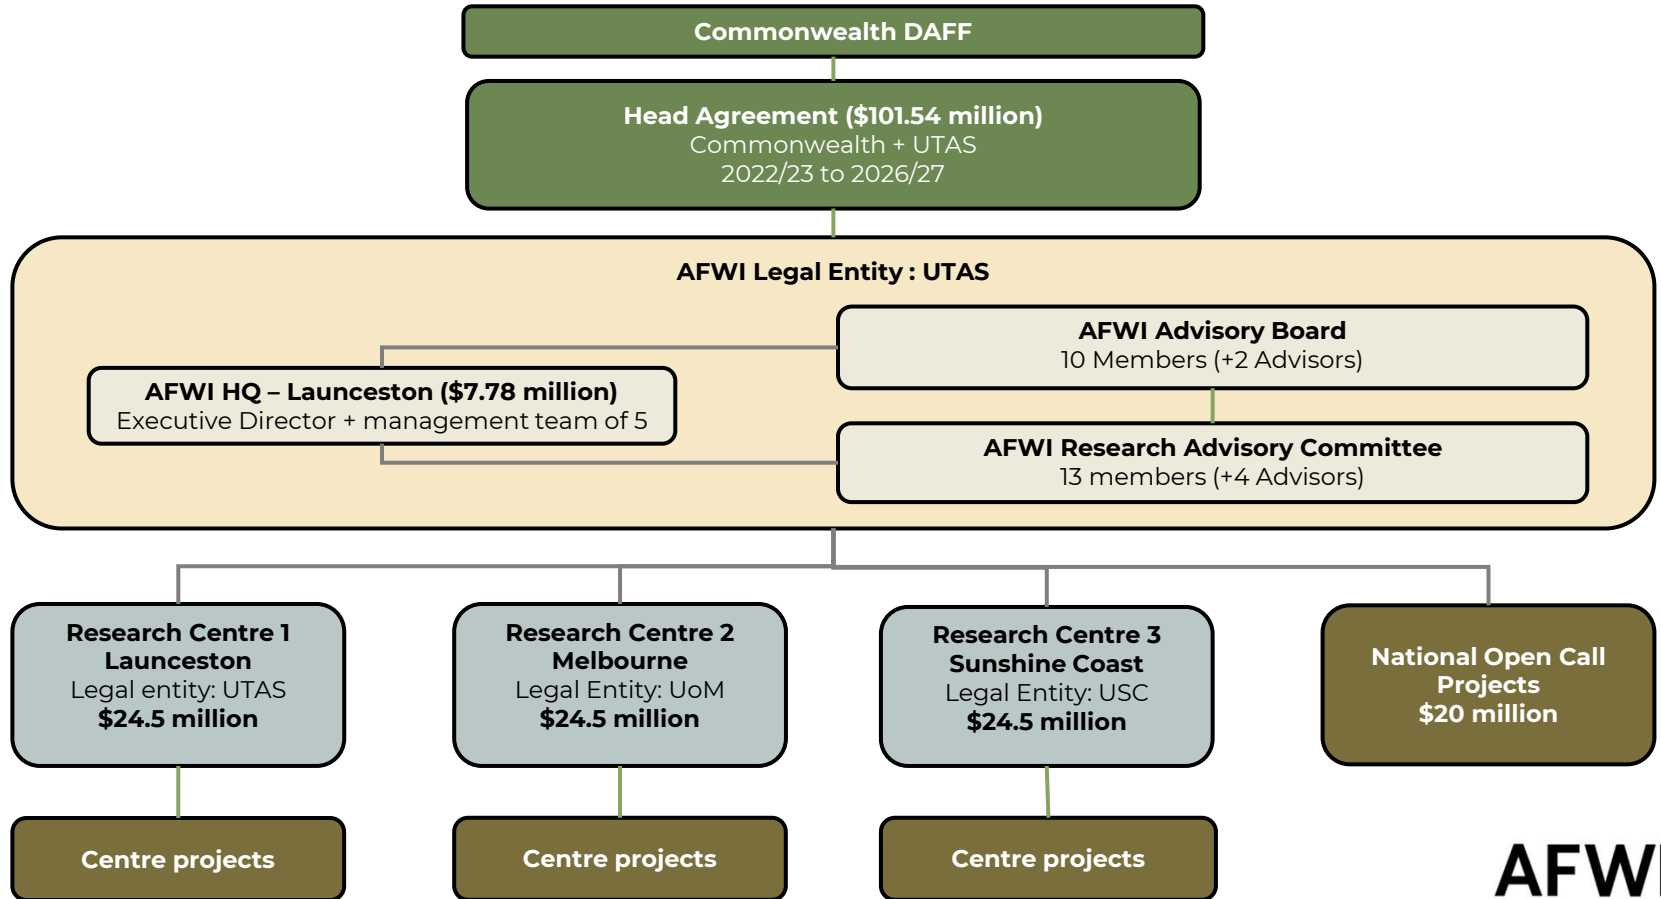 Commonwealth DAFF
Head Agreement ($101.54 million)
Commonwealth + UTAS
2022/23 to 2026/27
AFWI Legal Entity : UTAS
AFWI Advisory Board
10 Members (+2 Advisors)
AFWI HQ – Launceston ($7.78 million)
Executive Director + management team of 5
AFWI Research Advisory Committee
13 members (+4 Advisors)
Research Centre 1
Launceston
Legal entity: UTAS
$24.5 million
Research Centre 2
Melbourne
Legal Entity: UoM
$24.5 million
Research Centre 3
Sunshine Coast
Legal Entity: USC
$24.5 million
National Open Call
Projects
$20 million
Centre projects
Centre projects
Centre projects
AFWI